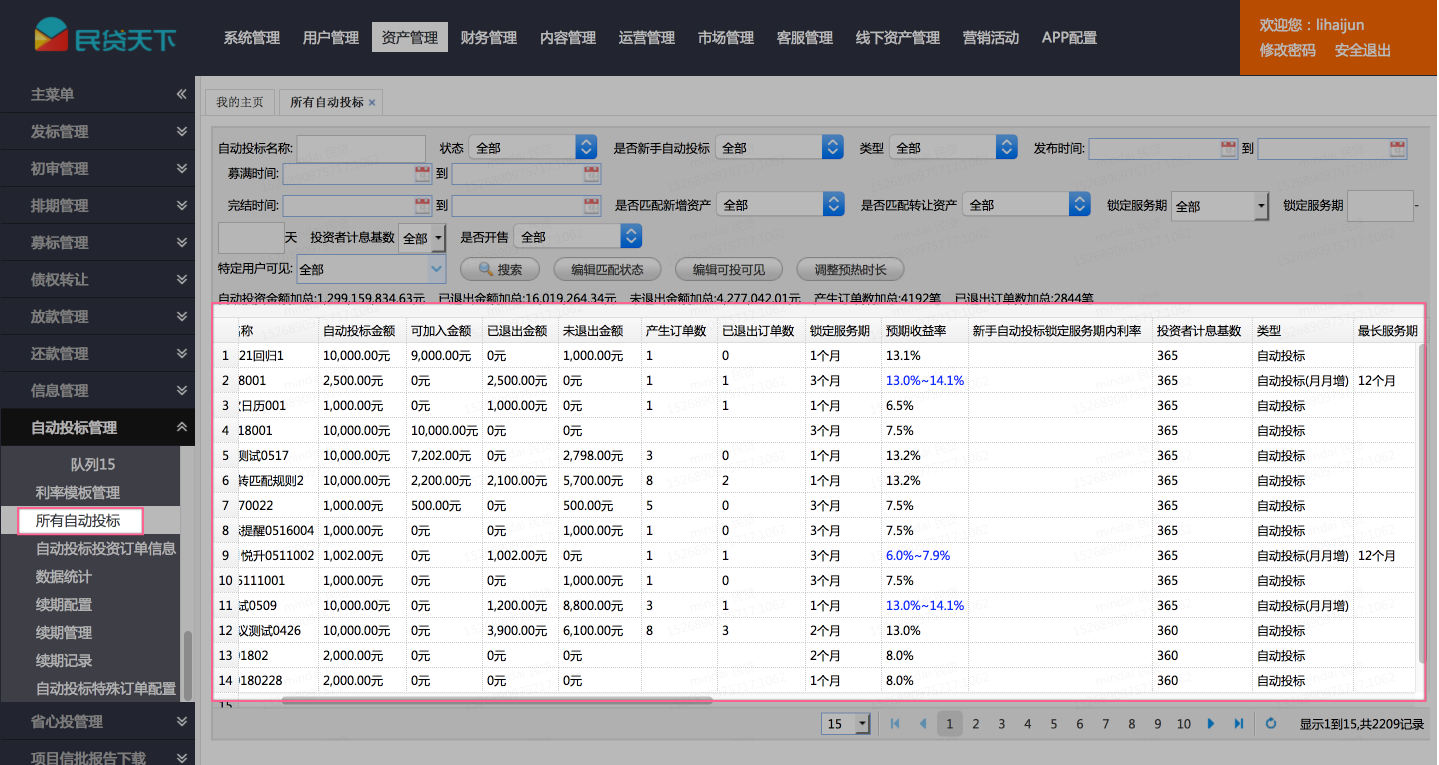 民贷天下
系统管理 用户管理 资产管理 财务管理 内容管理 运营管理 市场管理 客服管理 线下资产管理 营销活动 APP配置
欢迎您：lihaijun
修改密码 安全退出
主菜单
发标管理
初审管理
排期管理
募标管理
债权转让
放款管理
还款管理
信息管理
自动投标管理
队列15
利率模板管理
所有自动投标
自动投标投资订单信息
数据统计
续期配置
续期管理
续期记录
自动投标特殊订单配置
省心投管理
项目信批报告下载
我的主页 所有自动投标 ×
自动投标名称: 状态 全部 是否新手自动投标 全部 类型 全部 发布时间: 到
募满时间: 到
完结时间: 到 是否匹配新增资产 全部 是否匹配转让资产 全部 锁定服务期 全部 锁定服务期 -
天 投资者计息基数 全部 是否开售 全部
特定用户可见: 全部 搜索 编辑匹配状态 编辑可投可见 调整预热时长
自动投资金额加总:1,299,159,834.63元 已退出金额加总:16,019,264.34元 未退出金额加总:4,277,042.01元 产生订单数加总:4192笔 已退出订单数加总:2844笔
称 自动投标金额 可加入金额 已退出金额 未退出金额 产生订单数 已退出订单数 锁定服务期 预期收益率 新手自动投标锁定服务期内利率 投资者计息基数 类型 最长服务期
1 21回归1 10,000.00元 9,000.00元 0元 1,000.00元 1 0 1个月 13.1% 365 自动投标
2 8001 2,500.00元 0元 2,500.00元 0元 1 1 3个月 13.0%~14.1% 365 自动投标(月月增) 12个月
3 日历001 1,000.00元 0元 1,000.00元 0元 1 1 1个月 6.5% 365 自动投标
4 18001 10,000.00元 10,000.00元 0元 0元 3个月 7.5% 365 自动投标
5 测试0517 10,000.00元 7,202.00元 0元 2,798.00元 3 0 1个月 13.2% 365 自动投标
6 转匹配规则2 10,000.00元 2,200.00元 2,100.00元 5,700.00元 8 2 1个月 13.2% 365 自动投标
7 70022 1,000.00元 500.00元 0元 500.00元 5 0 3个月 7.5% 365 自动投标
8 提醒0516004 1,000.00元 0元 0元 1,000.00元 1 0 3个月 7.5% 365 自动投标
9 悦升0511002 1,002.00元 0元 1,002.00元 0元 1 1 3个月 6.0%~7.9% 365 自动投标(月月增) 12个月
10 5111001 1,000.00元 0元 0元 1,000.00元 1 0 3个月 7.5% 365 自动投标
11 试0509 10,000.00元 0元 1,200.00元 8,800.00元 3 1 1个月 13.0%~14.1% 365 自动投标(月月增)
12 议测试0426 10,000.00元 0元 3,900.00元 6,100.00元 8 3 2个月 13.0% 360 自动投标
13 01802 2,000.00元 0元 0元 0元 2个月 8.0% 360 自动投标
14 0180228 2,000.00元 0元 0元 0元 1个月 8.0% 360 自动投标
15
15 1 2 3 4 5 6 7 8 9 10 显示1到15,共2209记录